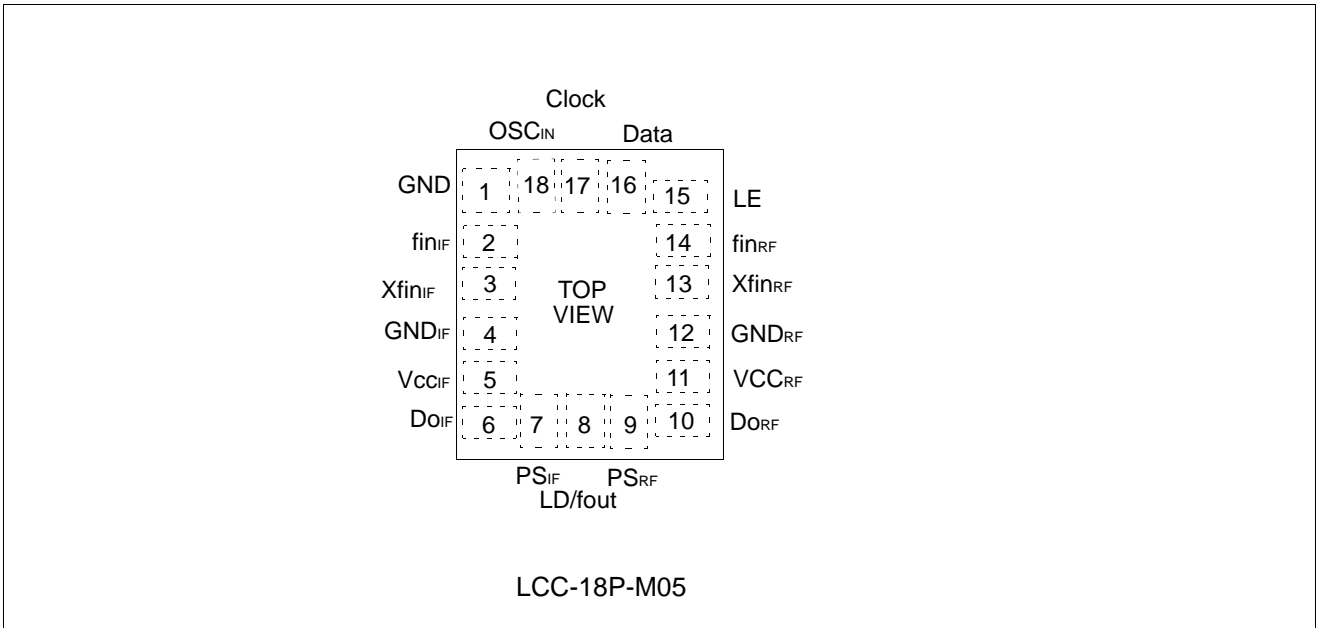 Clock
OSCIN Data
GND 1 18 17 16 15 LE
finIF 2 14 finRF
XfinIF 3 TOP VIEW 13 XfinRF
GNDIF 4 12 GNDRF
VccIF 5 11 VCCRF
DoIF 6 7 8 9 10 DoRF
PSIF PSRF
LD/fout
LCC-18P-M05